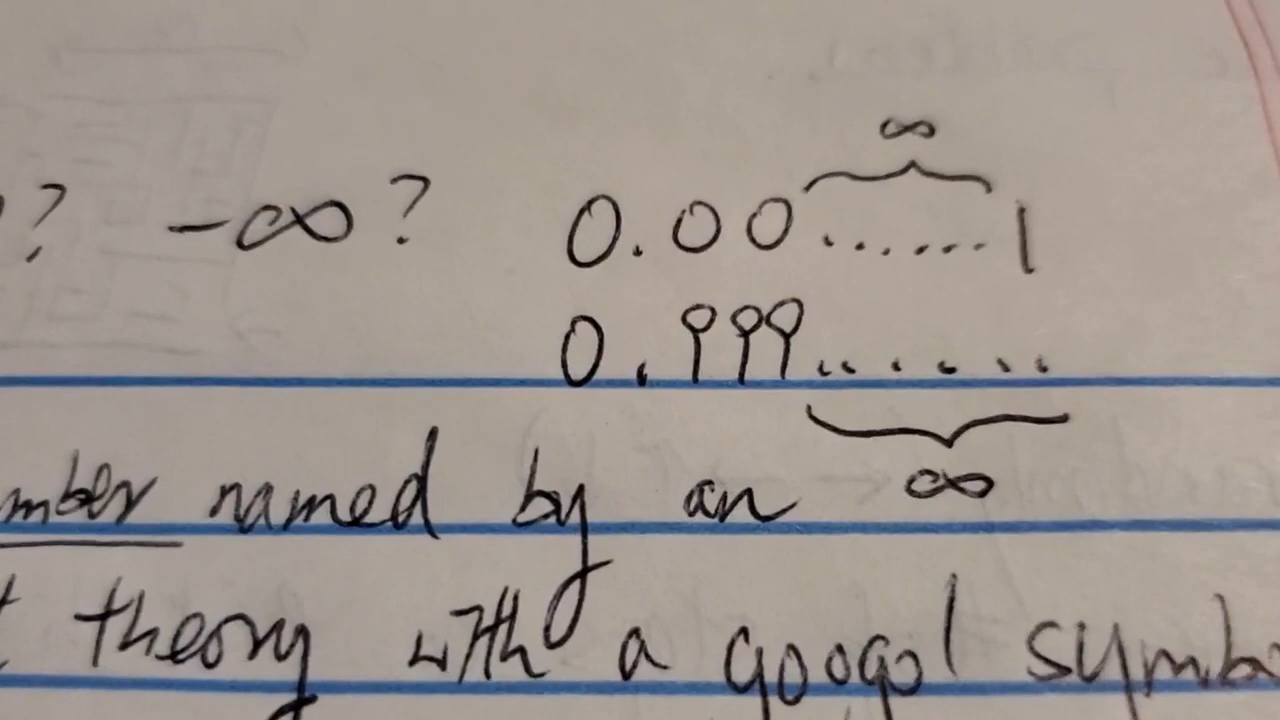 ∞
? -∞? 0.00......1
0.999.......
∞
named by an
theory with a googol